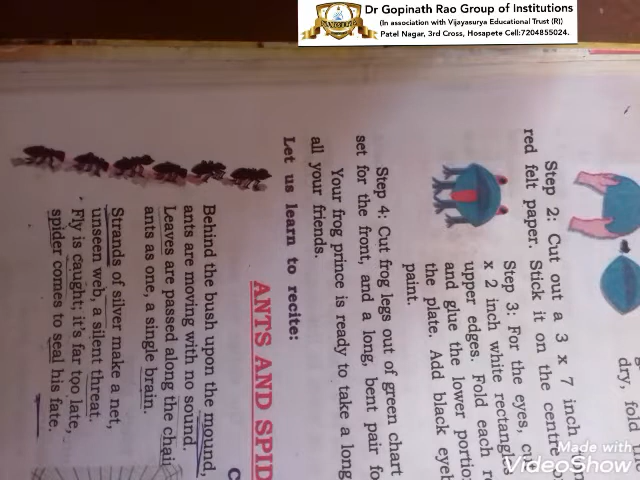 Dr Gopinath Rao Group of Institutions
(In association with Vijayasurya Educational Trust (R))
Patel Nagar, 3rd Cross, Hosapete Cell:7204855024.
dry, fold
Step 2: Cut out a 3 x 7 inch
red felt paper. Stick it on the centre
Step 3: For the eyes, cut
x 2 inch white rectangles
upper edges. Fold each
and glue the lower portion
the plate. Add black
paint.
Step 4: Cut frog legs out of green chart
set for the front, and a long, bent pair
Your frog prince is ready to take a long
all your friends.
Let us learn to recite:
ANTS AND
Behind the bush upon the mound,
ants are moving with no sound.
Leaves are passed along the
ants as one, a single brain.
Strands of silver make a net,
unseen web, a silent threat.
Fly is caught; it's far too late,
spider comes to seal his fate.
Made with
VideoShow